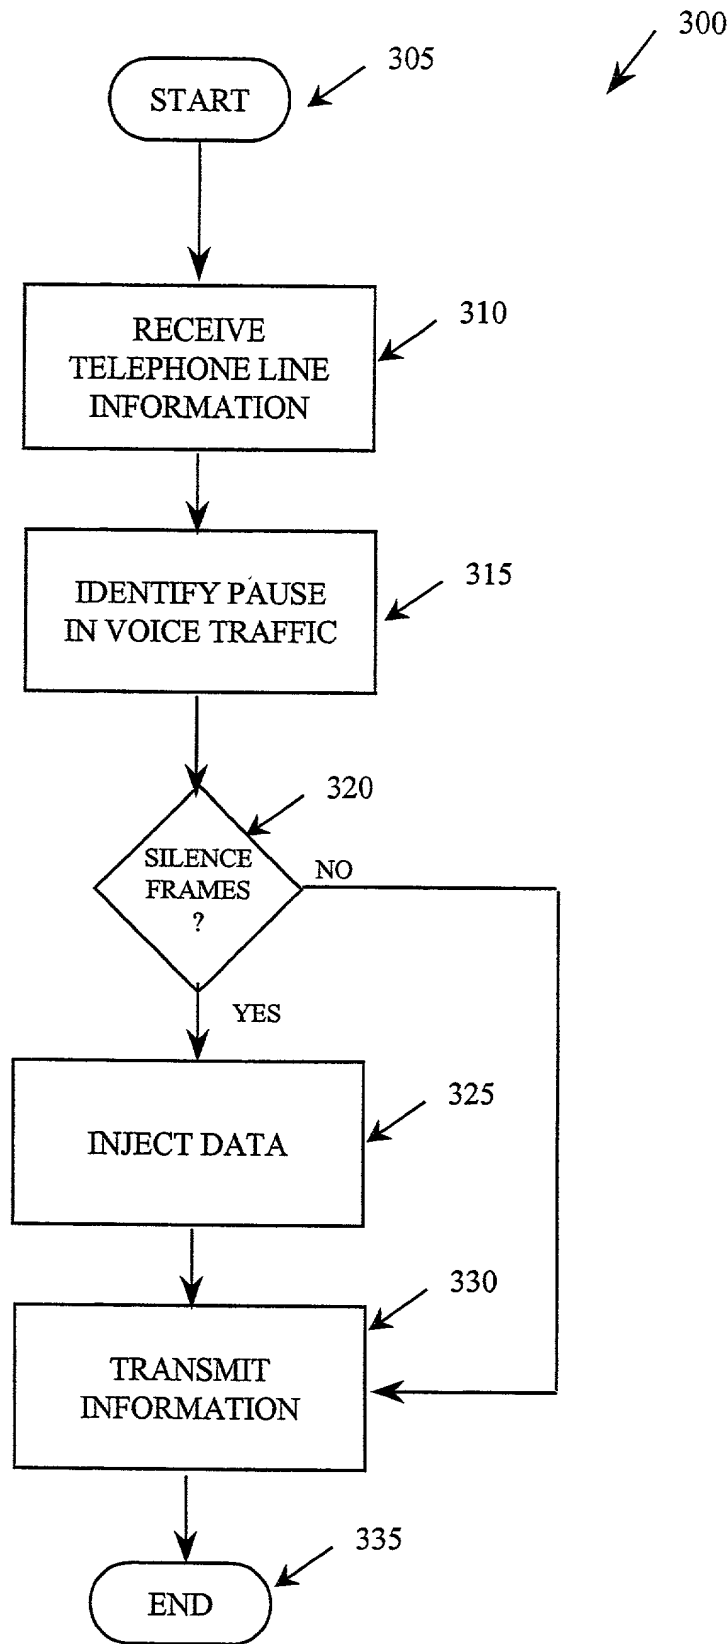 300
305
START
310
RECEIVE
TELEPHONE LINE
INFORMATION
315
IDENTIFY PAUSE
IN VOICE TRAFFIC
320
SILENCE
FRAMES
?
NO
YES
325
INJECT DATA
330
TRANSMIT
INFORMATION
335
END